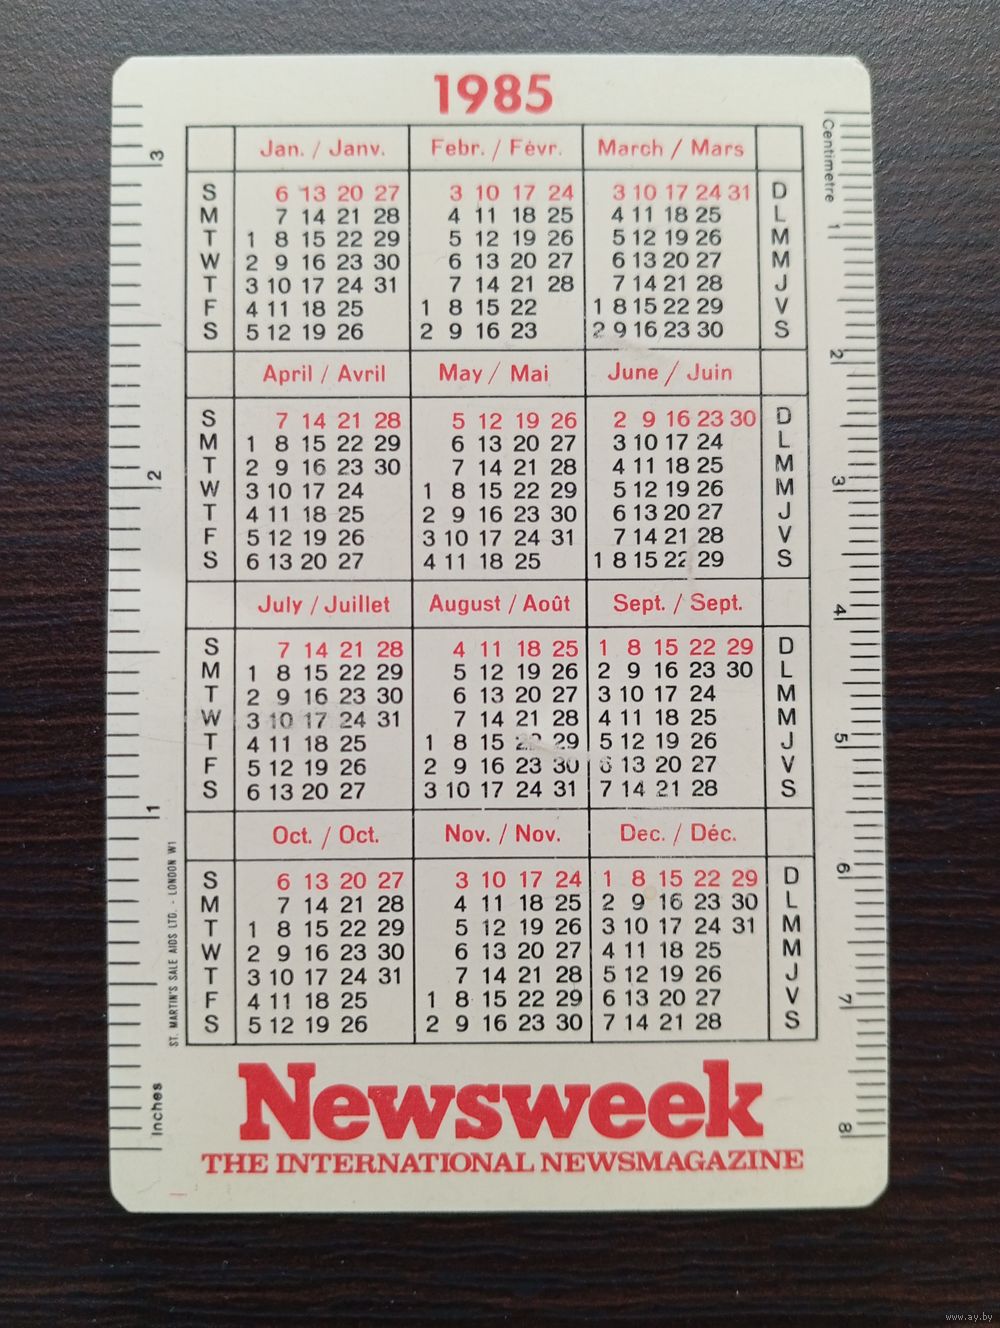 1985
Jan. / Janv. Febr. / Févr. March / Mars
S 6 13 20 27 3 10 17 24 3 10 17 24 31 D
M 7 14 21 28 4 11 18 25 4 11 18 25 L
T 1 8 15 22 29 5 12 19 26 5 12 19 26 M
W 2 9 16 23 30 6 13 20 27 6 13 20 27 M
T 3 10 17 24 31 7 14 21 28 7 14 21 28 J
F 4 11 18 25 1 8 15 22 1 8 15 22 29 V
S 5 12 19 26 2 9 16 23 2 9 16 23 30 S
April / Avril May / Mai June / Juin
S 7 14 21 28 5 12 19 26 2 9 16 23 30 D
M 1 8 15 22 29 6 13 20 27 3 10 17 24 L
T 2 9 16 23 30 7 14 21 28 4 11 18 25 M
W 3 10 17 24 1 8 15 22 29 5 12 19 26 M
T 4 11 18 25 2 9 16 23 30 6 13 20 27 J
F 5 12 19 26 3 10 17 24 31 7 14 21 28 V
S 6 13 20 27 4 11 18 25 1 8 15 22 29 S
July / Juillet August / Août Sept. / Sept.
S 7 14 21 28 4 11 18 25 1 8 15 22 29 D
M 1 8 15 22 29 5 12 19 26 2 9 16 23 30 L
T 2 9 16 23 30 6 13 20 27 3 10 17 24 M
W 3 10 17 24 31 7 14 21 28 4 11 18 25 M
T 4 11 18 25 1 8 15 22 29 5 12 19 26 J
F 5 12 19 26 2 9 16 23 30 6 13 20 27 V
S 6 13 20 27 3 10 17 24 31 7 14 21 28 S
Oct. / Oct. Nov. / Nov. Dec. / Déc.
S 6 13 20 27 3 10 17 24 1 8 15 22 29 D
M 7 14 21 28 4 11 18 25 2 9 16 23 30 L
T 1 8 15 22 29 5 12 19 26 3 10 17 24 31 M
W 2 9 16 23 30 6 13 20 27 4 11 18 25 M
T 3 10 17 24 31 7 14 21 28 5 12 19 26 J
F 4 11 18 25 1 8 15 22 29 6 13 20 27 V
S 5 12 19 26 2 9 16 23 30 7 14 21 28 S
Newsweek
THE INTERNATIONAL NEWSMAGAZINE
Inches 1 2 3
ST. MARTIN'S SALE AIDS LTD. - LONDON W1
Centimetre 1 2 3 4 5 6 7 8
www.ay.by